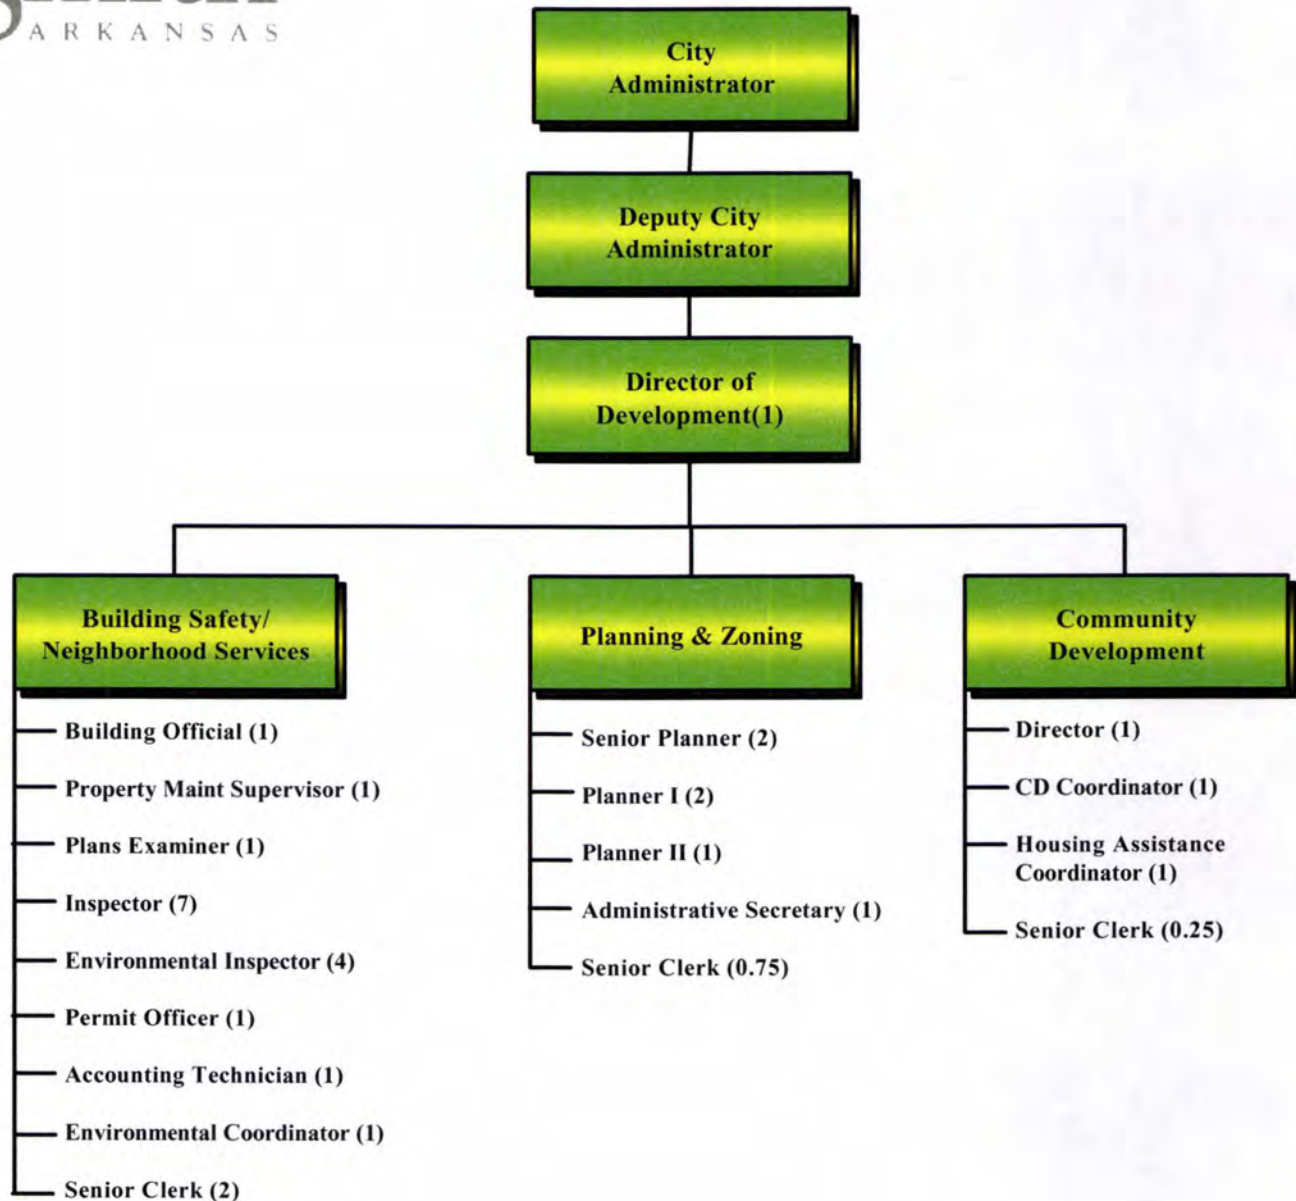 ARKANSAS
City
Administrator
Deputy City
Administrator
Director of
Development(1)
Building Safety/
Neighborhood Services
Building Official (1)
Property Maint Supervisor (1)
Plans Examiner (1)
Inspector (7)
Environmental Inspector (4)
Permit Officer (1)
Accounting Technician (1)
Environmental Coordinator (1)
Senior Clerk (2)
Planning & Zoning
Senior Planner (2)
Planner I (2)
Planner II (1)
Administrative Secretary (1)
Senior Clerk (0.75)
Community
Development
Director (1)
CD Coordinator (1)
Housing Assistance
Coordinator (1)
Senior Clerk (0.25)